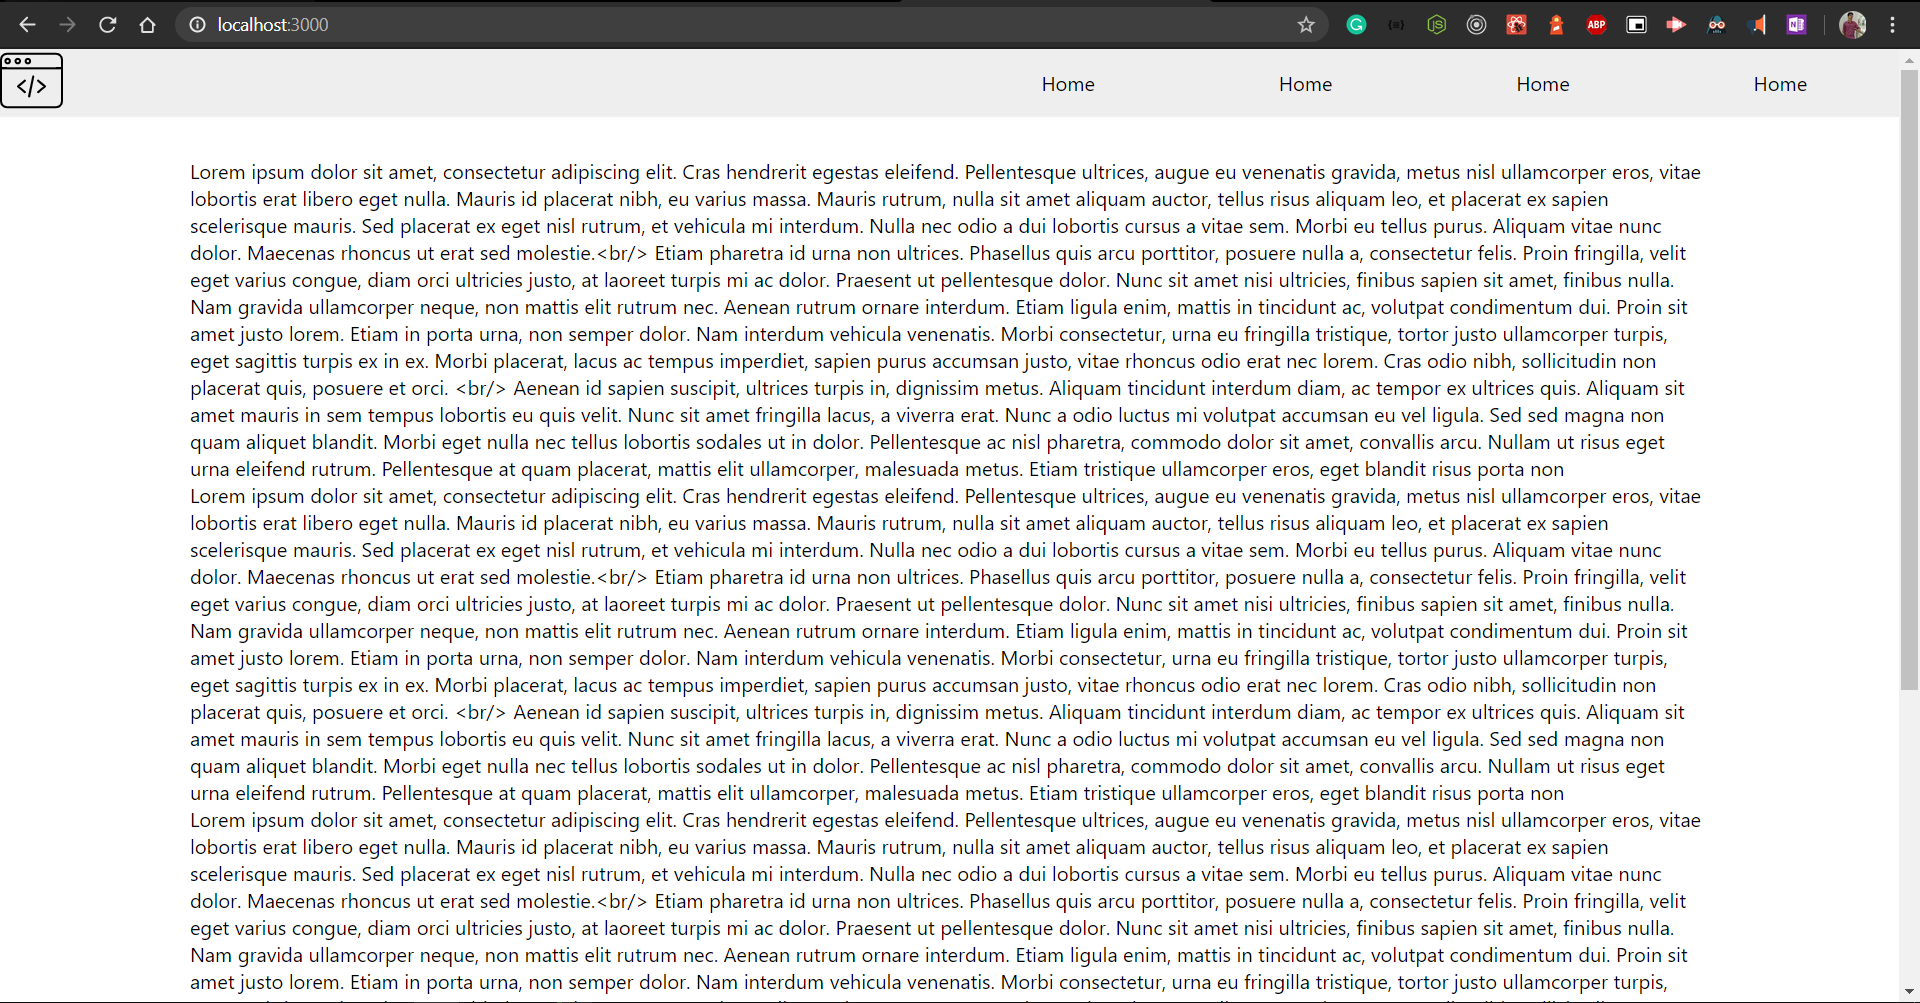 localhost:3000
ABP
</>
Home Home Home Home
Lorem ipsum dolor sit amet, consectetur adipiscing elit. Cras hendrerit egestas eleifend. Pellentesque ultrices, augue eu venenatis gravida, metus nisl ullamcorper eros, vitae
lobortis erat libero eget nulla. Mauris id placerat nibh, eu varius massa. Mauris rutrum, nulla sit amet aliquam auctor, tellus risus aliquam leo, et placerat ex sapien
scelerisque mauris. Sed placerat ex eget nisl rutrum, et vehicula mi interdum. Nulla nec odio a dui lobortis cursus a vitae sem. Morbi eu tellus purus. Aliquam vitae nunc
dolor. Maecenas rhoncus ut erat sed molestie.<br/> Etiam pharetra id urna non ultrices. Phasellus quis arcu porttitor, posuere nulla a, consectetur felis. Proin fringilla, velit
eget varius congue, diam orci ultricies justo, at laoreet turpis mi ac dolor. Praesent ut pellentesque dolor. Nunc sit amet nisi ultricies, finibus sapien sit amet, finibus nulla.
Nam gravida ullamcorper neque, non mattis elit rutrum nec. Aenean rutrum ornare interdum. Etiam ligula enim, mattis in tincidunt ac, volutpat condimentum dui. Proin sit
amet justo lorem. Etiam in porta urna, non semper dolor. Nam interdum vehicula venenatis. Morbi consectetur, urna eu fringilla tristique, tortor justo ullamcorper turpis,
eget sagittis turpis ex in ex. Morbi placerat, lacus ac tempus imperdiet, sapien purus accumsan justo, vitae rhoncus odio erat nec lorem. Cras odio nibh, sollicitudin non
placerat quis, posuere et orci. <br/> Aenean id sapien suscipit, ultrices turpis in, dignissim metus. Aliquam tincidunt interdum diam, ac tempor ex ultrices quis. Aliquam sit
amet mauris in sem tempus lobortis eu quis velit. Nunc sit amet fringilla lacus, a viverra erat. Nunc a odio luctus mi volutpat accumsan eu vel ligula. Sed sed magna non
quam aliquet blandit. Morbi eget nulla nec tellus lobortis sodales ut in dolor. Pellentesque ac nisl pharetra, commodo dolor sit amet, convallis arcu. Nullam ut risus eget
urna eleifend rutrum. Pellentesque at quam placerat, mattis elit ullamcorper, malesuada metus. Etiam tristique ullamcorper eros, eget blandit risus porta non
Lorem ipsum dolor sit amet, consectetur adipiscing elit. Cras hendrerit egestas eleifend. Pellentesque ultrices, augue eu venenatis gravida, metus nisl ullamcorper eros, vitae
lobortis erat libero eget nulla. Mauris id placerat nibh, eu varius massa. Mauris rutrum, nulla sit amet aliquam auctor, tellus risus aliquam leo, et placerat ex sapien
scelerisque mauris. Sed placerat ex eget nisl rutrum, et vehicula mi interdum. Nulla nec odio a dui lobortis cursus a vitae sem. Morbi eu tellus purus. Aliquam vitae nunc
dolor. Maecenas rhoncus ut erat sed molestie.<br/> Etiam pharetra id urna non ultrices. Phasellus quis arcu porttitor, posuere nulla a, consectetur felis. Proin fringilla, velit
eget varius congue, diam orci ultricies justo, at laoreet turpis mi ac dolor. Praesent ut pellentesque dolor. Nunc sit amet nisi ultricies, finibus sapien sit amet, finibus nulla.
Nam gravida ullamcorper neque, non mattis elit rutrum nec. Aenean rutrum ornare interdum. Etiam ligula enim, mattis in tincidunt ac, volutpat condimentum dui. Proin sit
amet justo lorem. Etiam in porta urna, non semper dolor. Nam interdum vehicula venenatis. Morbi consectetur, urna eu fringilla tristique, tortor justo ullamcorper turpis,
eget sagittis turpis ex in ex. Morbi placerat, lacus ac tempus imperdiet, sapien purus accumsan justo, vitae rhoncus odio erat nec lorem. Cras odio nibh, sollicitudin non
placerat quis, posuere et orci. <br/> Aenean id sapien suscipit, ultrices turpis in, dignissim metus. Aliquam tincidunt interdum diam, ac tempor ex ultrices quis. Aliquam sit
amet mauris in sem tempus lobortis eu quis velit. Nunc sit amet fringilla lacus, a viverra erat. Nunc a odio luctus mi volutpat accumsan eu vel ligula. Sed sed magna non
quam aliquet blandit. Morbi eget nulla nec tellus lobortis sodales ut in dolor. Pellentesque ac nisl pharetra, commodo dolor sit amet, convallis arcu. Nullam ut risus eget
urna eleifend rutrum. Pellentesque at quam placerat, mattis elit ullamcorper, malesuada metus. Etiam tristique ullamcorper eros, eget blandit risus porta non
Lorem ipsum dolor sit amet, consectetur adipiscing elit. Cras hendrerit egestas eleifend. Pellentesque ultrices, augue eu venenatis gravida, metus nisl ullamcorper eros, vitae
lobortis erat libero eget nulla. Mauris id placerat nibh, eu varius massa. Mauris rutrum, nulla sit amet aliquam auctor, tellus risus aliquam leo, et placerat ex sapien
scelerisque mauris. Sed placerat ex eget nisl rutrum, et vehicula mi interdum. Nulla nec odio a dui lobortis cursus a vitae sem. Morbi eu tellus purus. Aliquam vitae nunc
dolor. Maecenas rhoncus ut erat sed molestie.<br/> Etiam pharetra id urna non ultrices. Phasellus quis arcu porttitor, posuere nulla a, consectetur felis. Proin fringilla, velit
eget varius congue, diam orci ultricies justo, at laoreet turpis mi ac dolor. Praesent ut pellentesque dolor. Nunc sit amet nisi ultricies, finibus sapien sit amet, finibus nulla.
Nam gravida ullamcorper neque, non mattis elit rutrum nec. Aenean rutrum ornare interdum. Etiam ligula enim, mattis in tincidunt ac, volutpat condimentum dui. Proin sit
amet justo lorem. Etiam in porta urna, non semper dolor. Nam interdum vehicula venenatis. Morbi consectetur, urna eu fringilla tristique, tortor justo ullamcorper turpis,